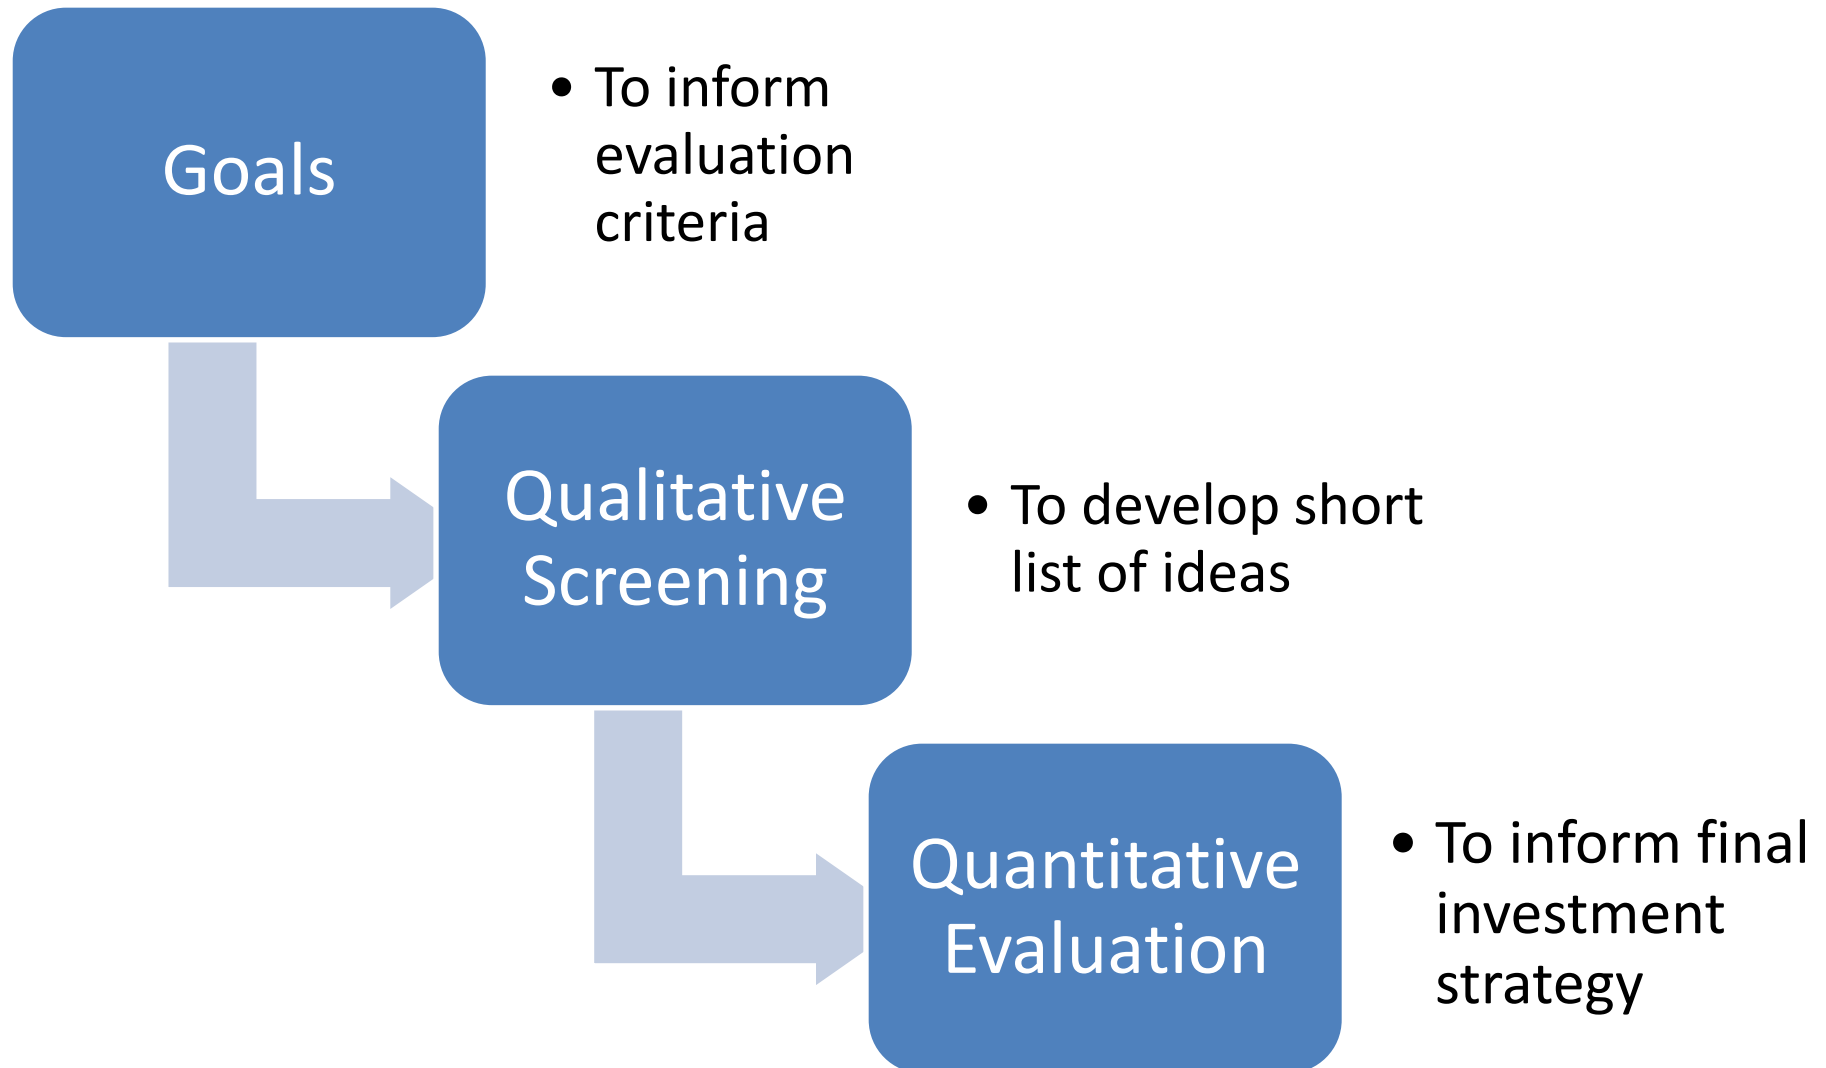 Goals
• To inform
evaluation
criteria
Qualitative
Screening
• To develop short
list of ideas
Quantitative
Evaluation
• To inform final
investment
strategy